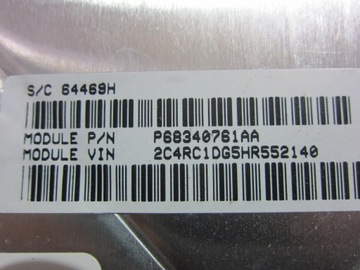 S/C 64469H
MODULE P/N P68340761AA
MODULE VIN 2C4RC1DG5HR552140